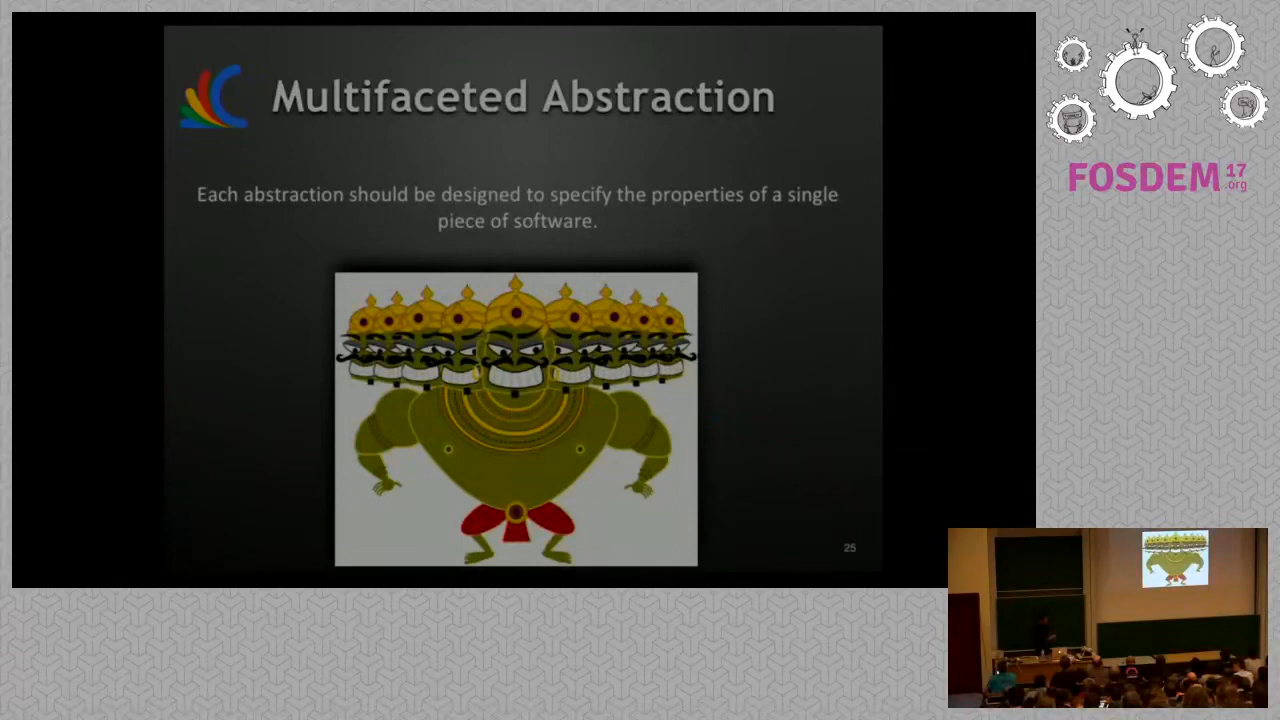 Multifaceted Abstraction
Each abstraction should be designed to specify the properties of a single
piece of software.
25
FOSDEM 17
.org